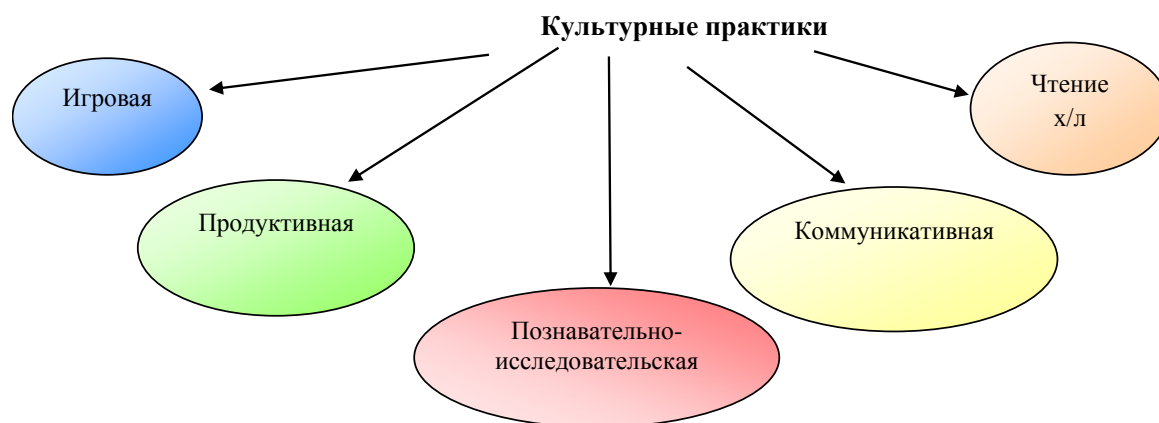 Культурные практики
Игровая
Чтение
х/л
Продуктивная
Коммуникативная
Познавательно-
исследовательская